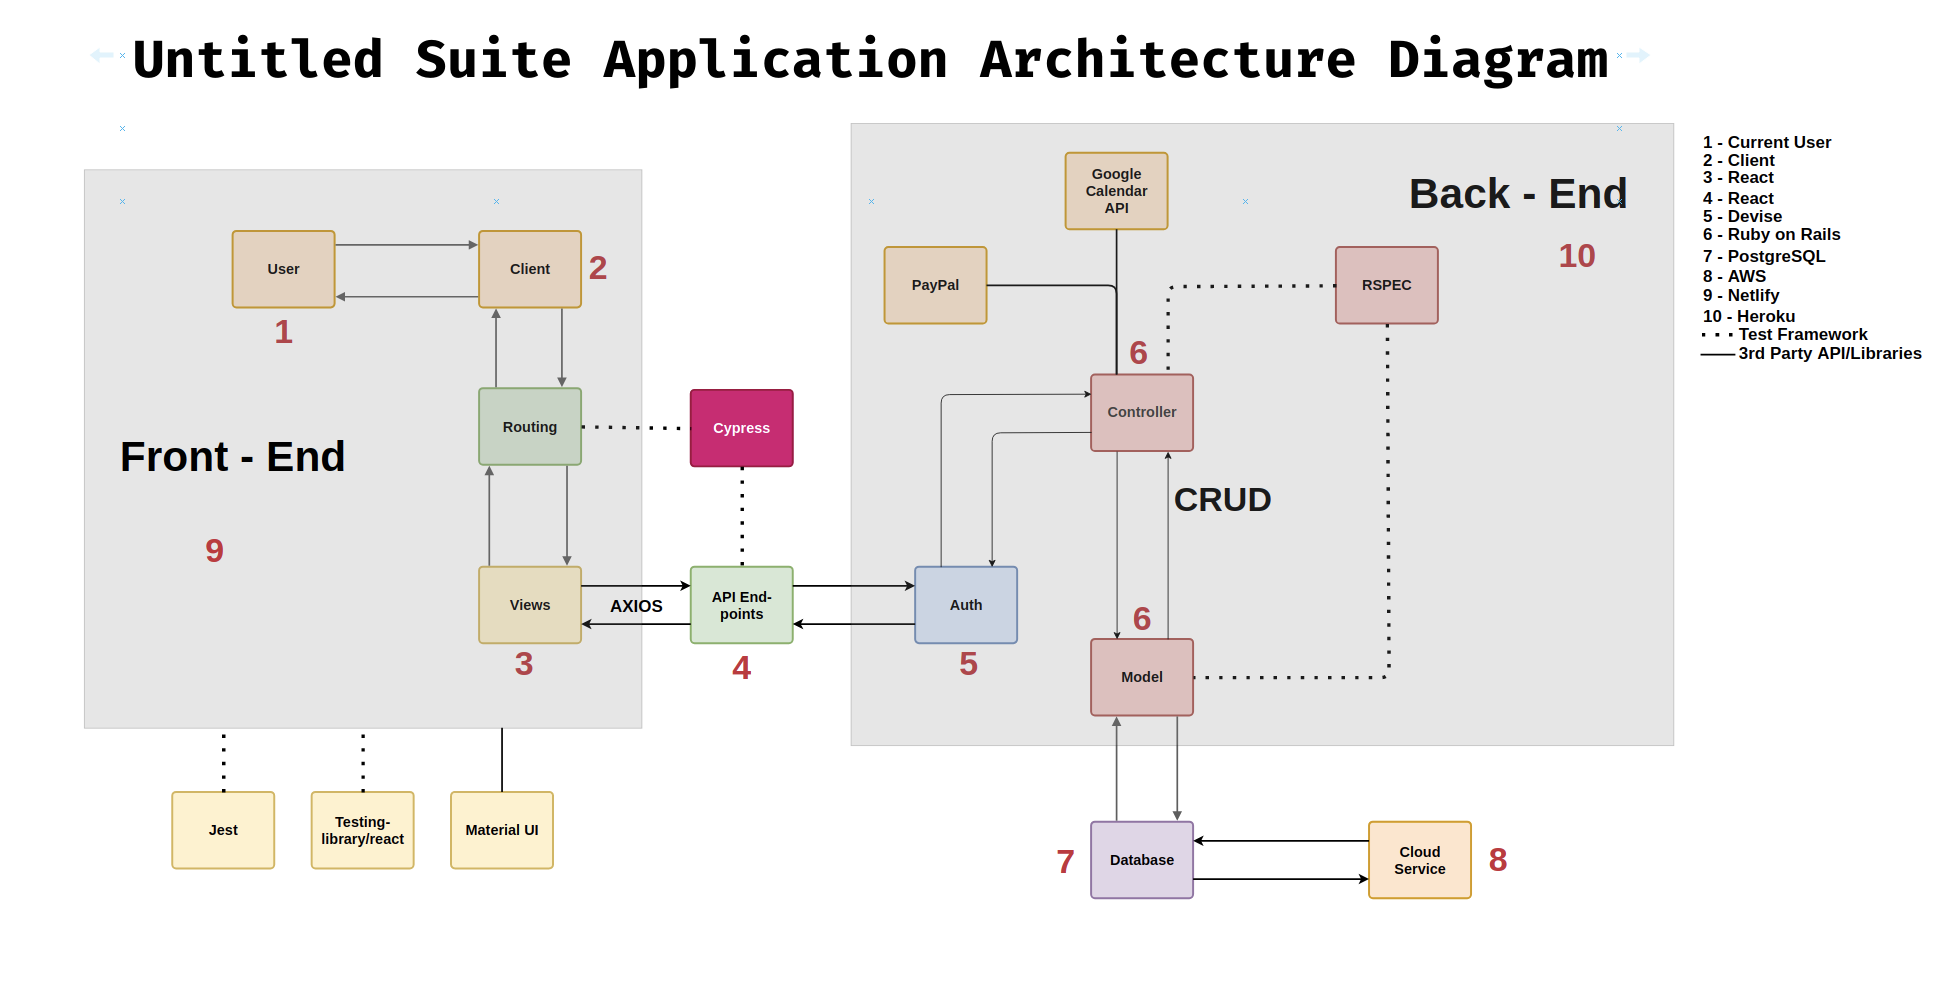 Untitled Suite Application Architecture Diagram
Front - End
9
User
1
Client
2
Routing
Cypress
Views
3
AXIOS
API End-
points
4
Jest
Testing-
library/react
Material UI
Back - End
10
Google
Calendar
API
PayPal
RSPEC
6
Controller
CRUD
Auth
5
6
Model
7
Database
Cloud
Service
8
1 - Current User
2 - Client
3 - React
4 - React
5 - Devise
6 - Ruby on Rails
7 - PostgreSQL
8 - AWS
9 - Netlify
10 - Heroku
Test Framework
3rd Party API/Libraries